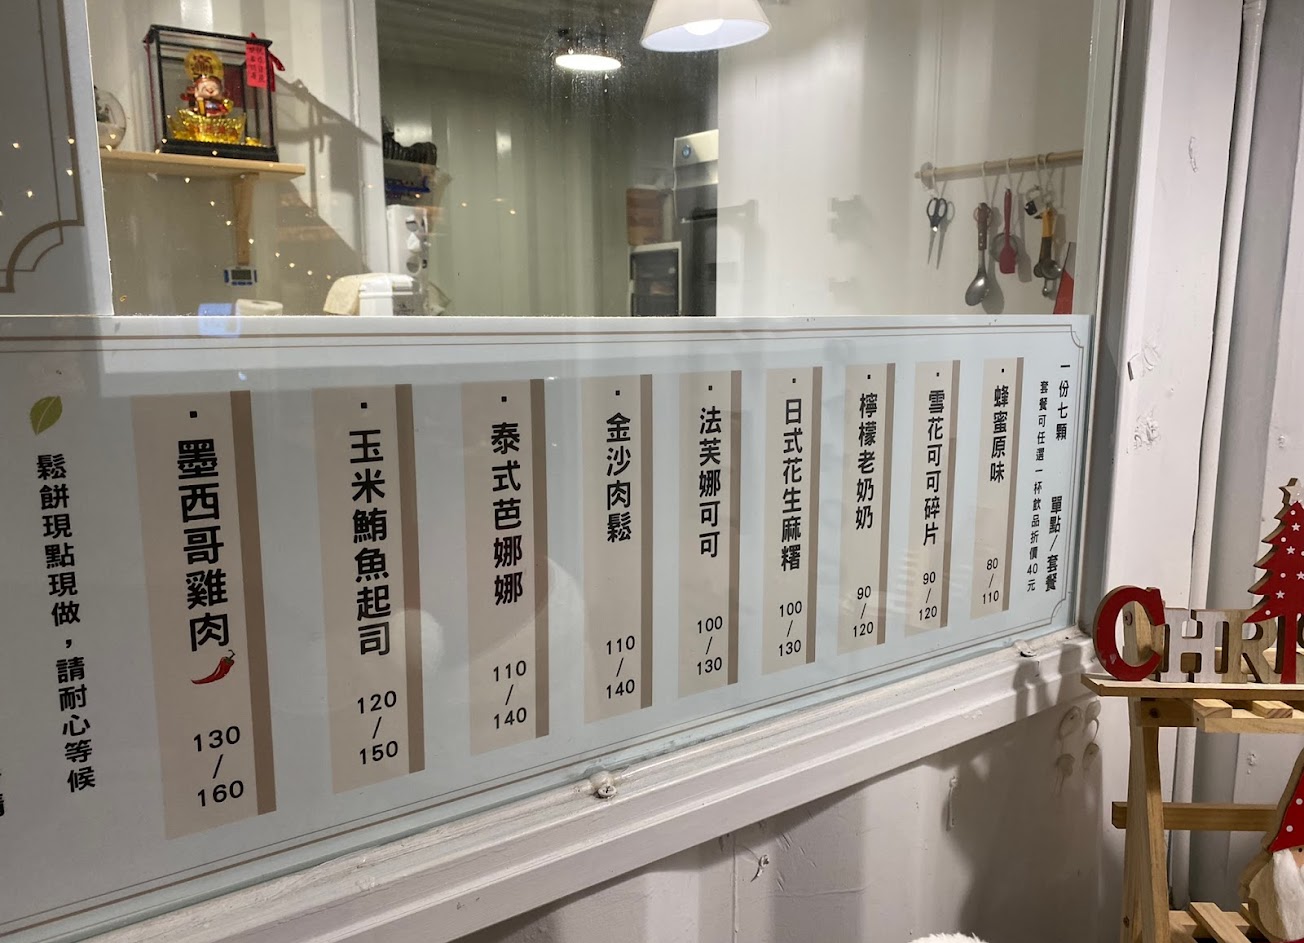 一份七顆 單點/套餐
套餐可任選一杯飲品折價40元
·蜂蜜原味 80/110
·雪花可可碎片 90/120
·檸檬老奶奶 90/120
·日式花生麻糬 100/130
·法芙娜可可 100/130
·金沙肉鬆 110/140
·泰式芭娜娜 110/140
·玉米鮪魚起司 120/150
·墨西哥雞肉 130/160
鬆餅現點現做，請耐心等候
CHRIS